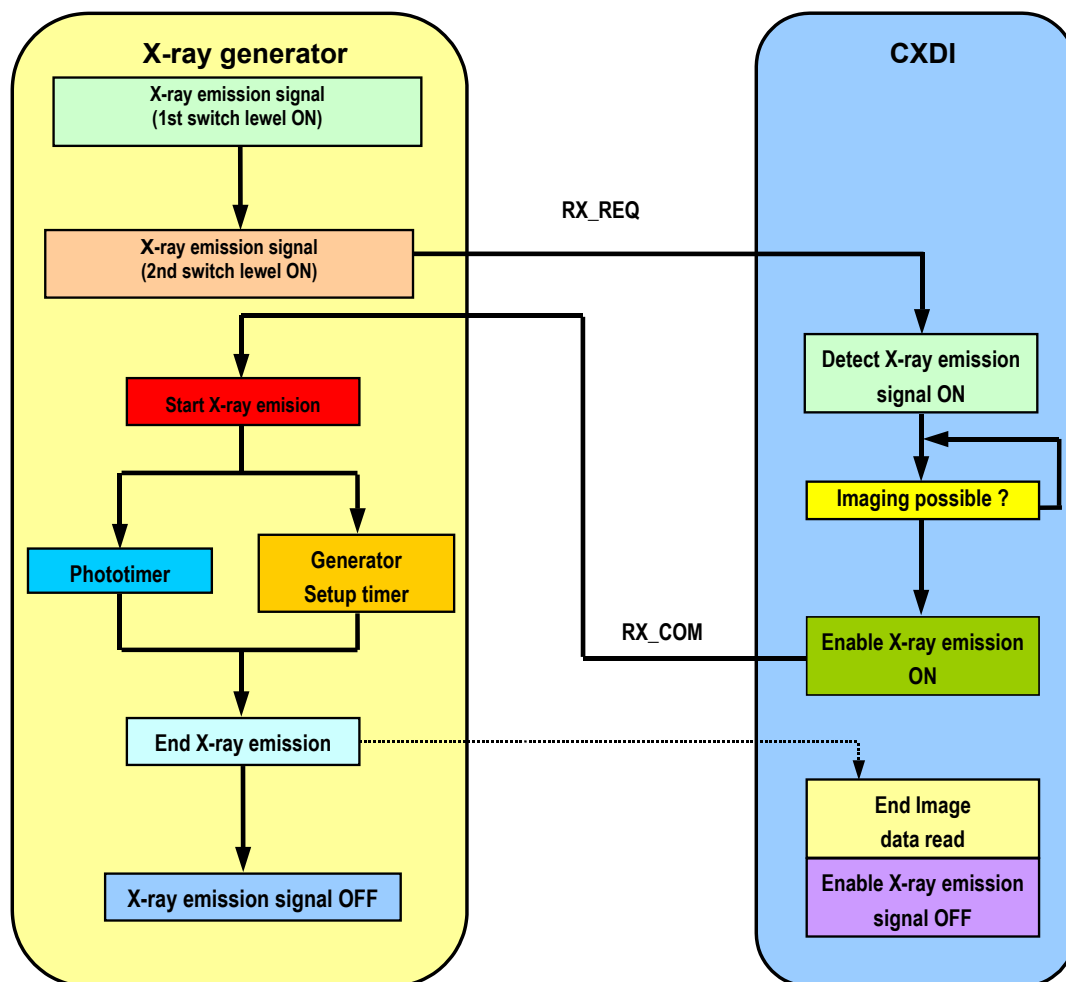 X-ray generator
X-ray emission signal
(1st switch lewel ON)
X-ray emission signal
(2nd switch lewel ON)
Start X-ray emision
Phototimer
Generator
Setup timer
End X-ray emission
X-ray emission signal OFF
RX_REQ
RX_COM
CXDI
Detect X-ray emission
signal ON
Imaging possible ?
Enable X-ray emission
ON
End Image
data read
Enable X-ray emission
signal OFF